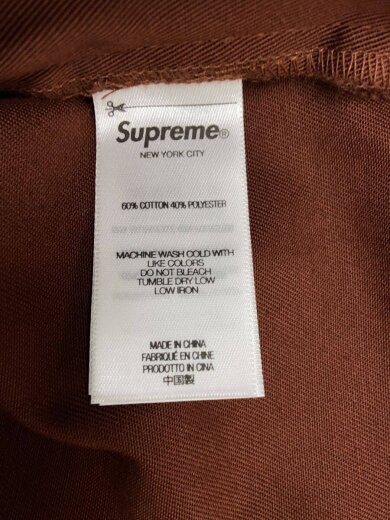 Supreme®
NEW YORK CITY
60% COTTON 40% POLYESTER
MACHINE WASH COLD WITH
LIKE COLORS
DO NOT BLEACH
TUMBLE DRY LOW
LOW IRON
MADE IN CHINA
FABRIQUÉ EN CHINE
PRODOTTO IN CINA
中国製